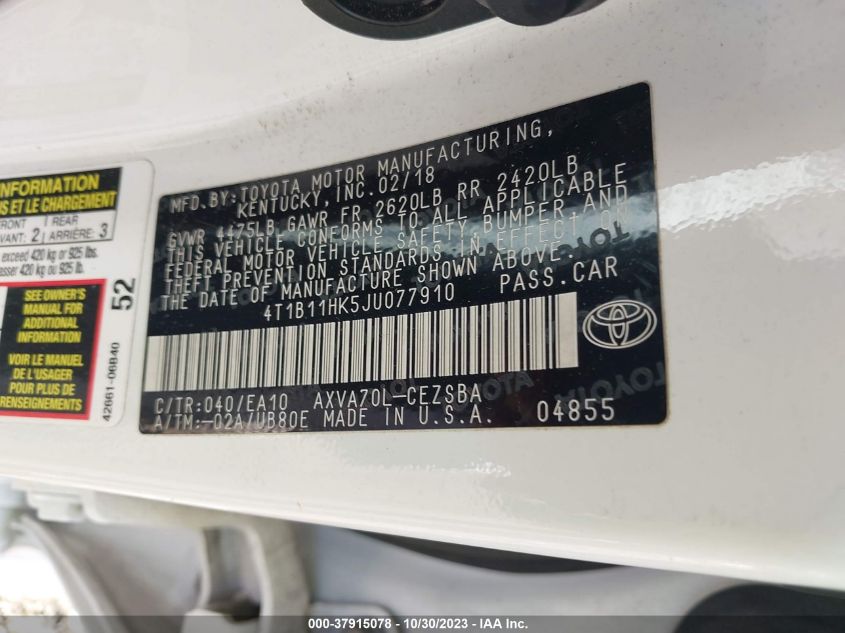 INFORMATION
S ET LE CHARGEMENT
FRONT | REAR
AVANT: 2 ARRIÈRE: 3
exceed 420 kg or 925 lbs.
asser 420 kg ou 925 lb.
SEE OWNER'S
MANUAL FOR
ADDITIONAL
INFORMATION
VOIR LE MANUEL
DE L'USAGER
POUR PLUS DE
RENSEIGNEMENTS
52
42661-06B40
MFD. BY: TOYOTA MOTOR MANUFACTURING,
KENTUCKY, INC. 02/18
GVWR 4475LB GAWR FR 2620LB RR 2420LB
THIS VEHICLE CONFORMS TO ALL APPLICABLE
FEDERAL MOTOR VEHICLE SAFETY BUMPER AND
THEFT PREVENTION STANDARDS IN EFFECT ON
THE DATE OF MANUFACTURE SHOWN ABOVE.
4T1B11HK5JU077910 PASS.CAR
C/TR:040/EA10 AXVA70L-CEZSBA
A/TM:-02A/UB80E MADE IN U.S.A. 04855
TOYOTA
000-37915078 - 10/30/2023 - IAA Inc.